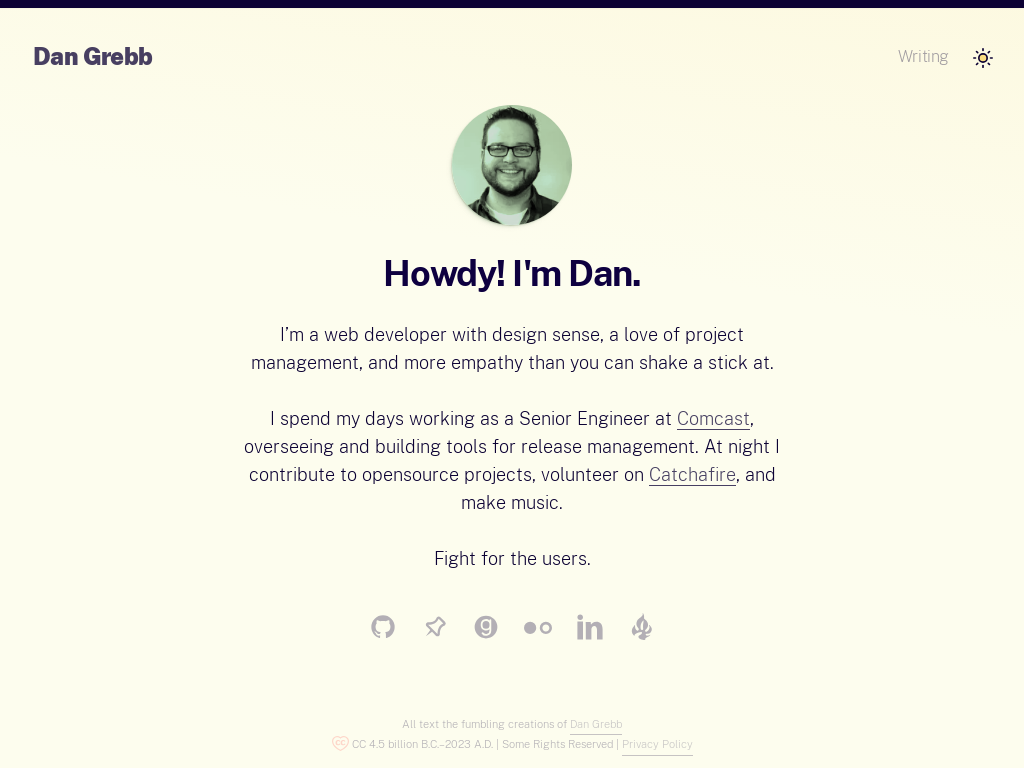 Dan Grebb
Writing
Howdy! I'm Dan.
I’m a web developer with design sense, a love of project
management, and more empathy than you can shake a stick at.
I spend my days working as a Senior Engineer at Comcast,
overseeing and building tools for release management. At night I
contribute to opensource projects, volunteer on Catchafire, and
make music.
Fight for the users.
All text the fumbling creations of Dan Grebb
CC 4.5 billion B.C.–2023 A.D. | Some Rights Reserved | Privacy Policy